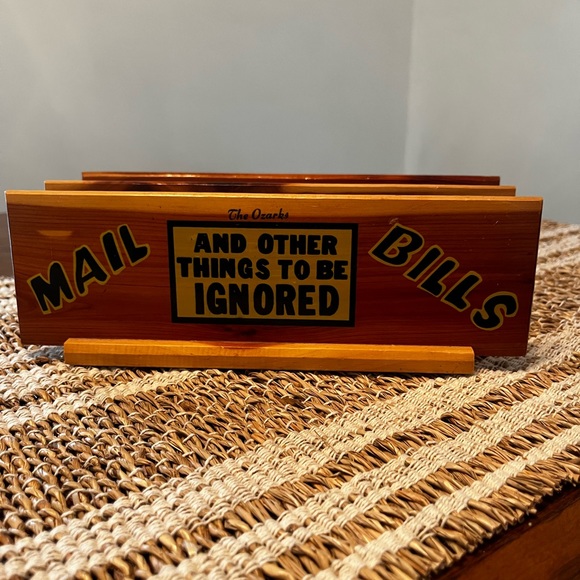 The Ozarks
MAIL
BILLS
AND OTHER
THINGS TO BE
IGNORED